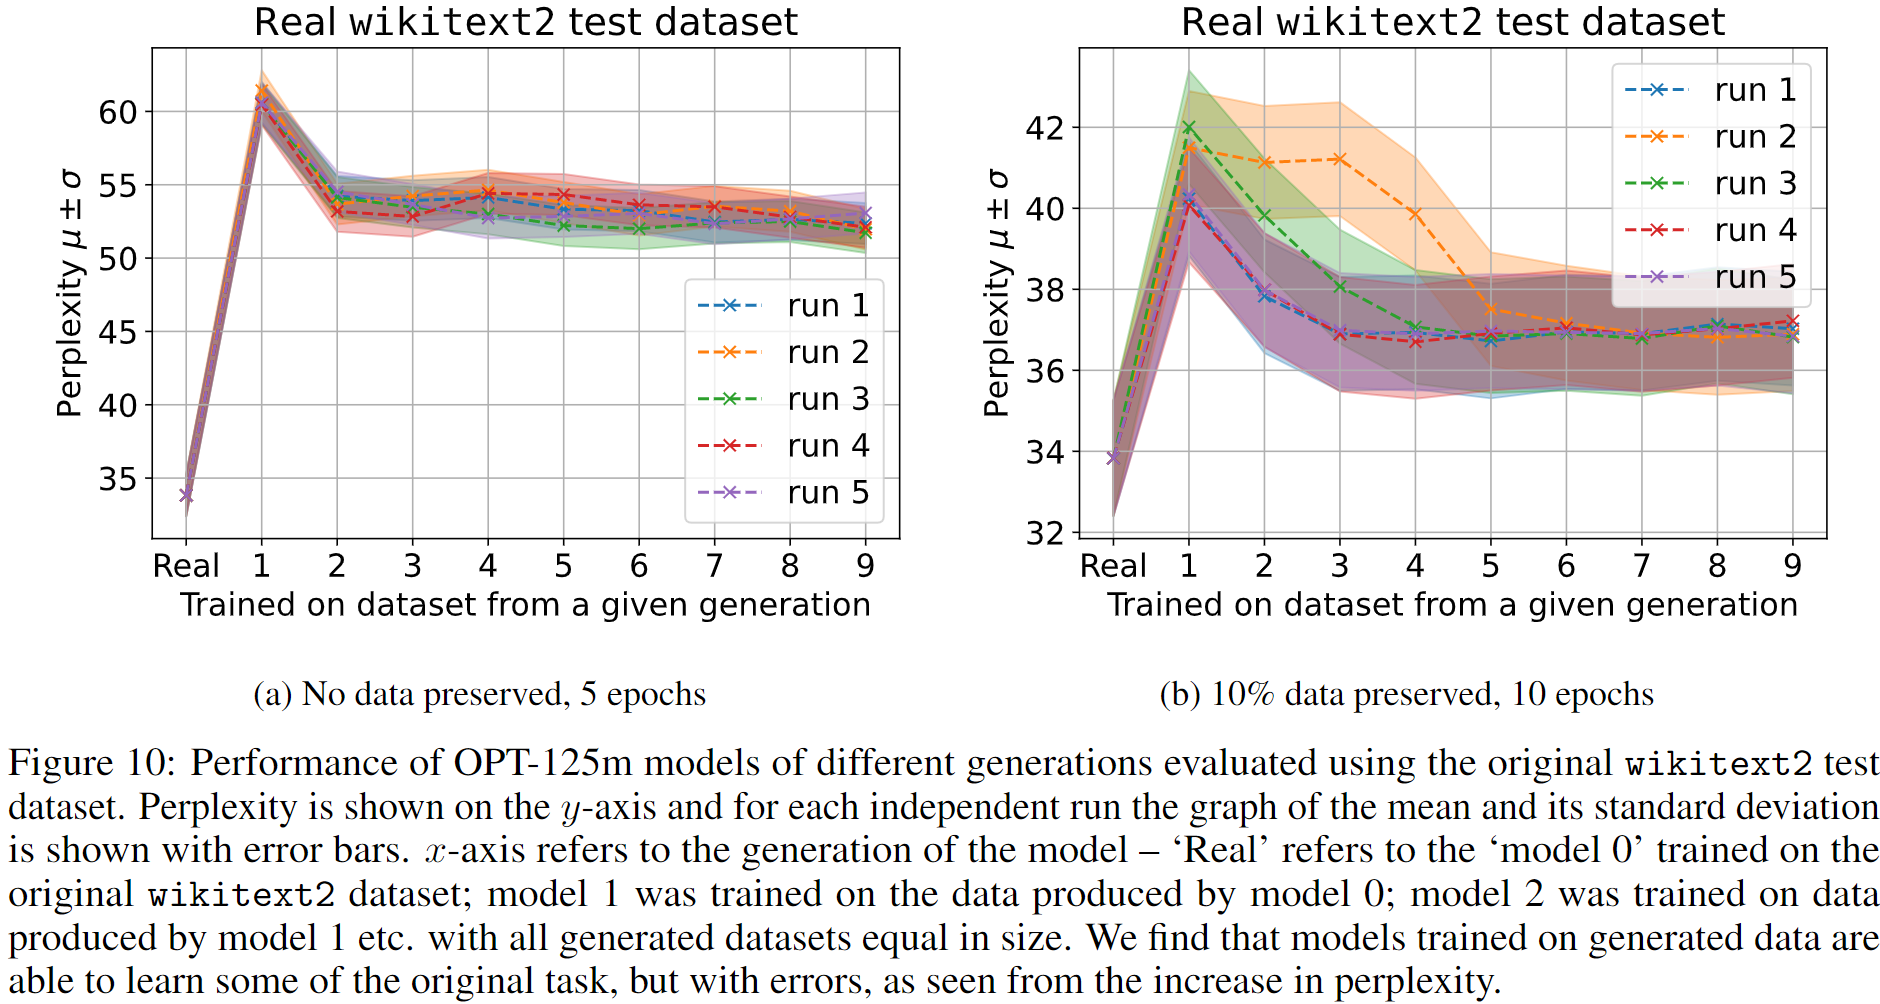 Real wikitext2 test dataset
Perplexity μ ± σ
60
55
50
45
40
35
run 1
run 2
run 3
run 4
run 5
Real 1 2 3 4 5 6 7 8 9
Trained on dataset from a given generation
(a) No data preserved, 5 epochs
Real wikitext2 test dataset
Perplexity μ ± σ
42
40
38
36
34
32
run 1
run 2
run 3
run 4
run 5
Real 1 2 3 4 5 6 7 8 9
Trained on dataset from a given generation
(b) 10% data preserved, 10 epochs
Figure 10: Performance of OPT-125m models of different generations evaluated using the original wikitext2 test
dataset. Perplexity is shown on the y-axis and for each independent run the graph of the mean and its standard deviation
is shown with error bars. x-axis refers to the generation of the model – ‘Real’ refers to the ‘model 0’ trained on the
original wikitext2 dataset; model 1 was trained on the data produced by model 0; model 2 was trained on data
produced by model 1 etc. with all generated datasets equal in size. We find that models trained on generated data are
able to learn some of the original task, but with errors, as seen from the increase in perplexity.